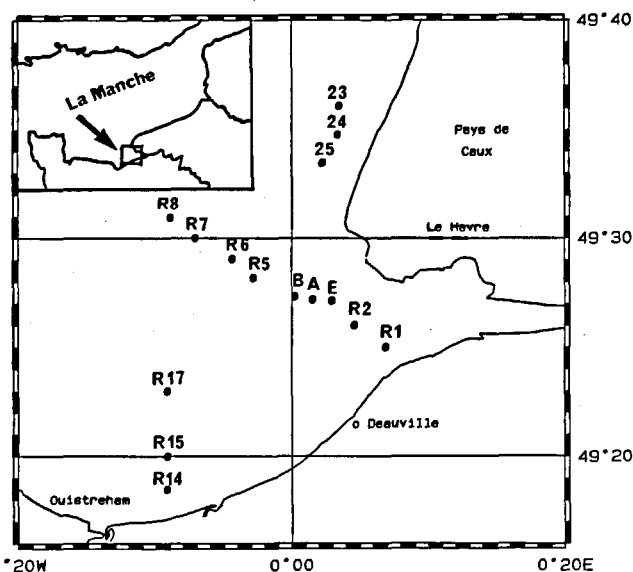 49°40
La Manche
23
24
25
Pays de
Caux
R8
R7
Le Havre
49°30
R6
R5
B
A
E
R2
R1
R17
Deauville
R15
49°20
R14
Ouistreham
°20W
0°00
0°20E